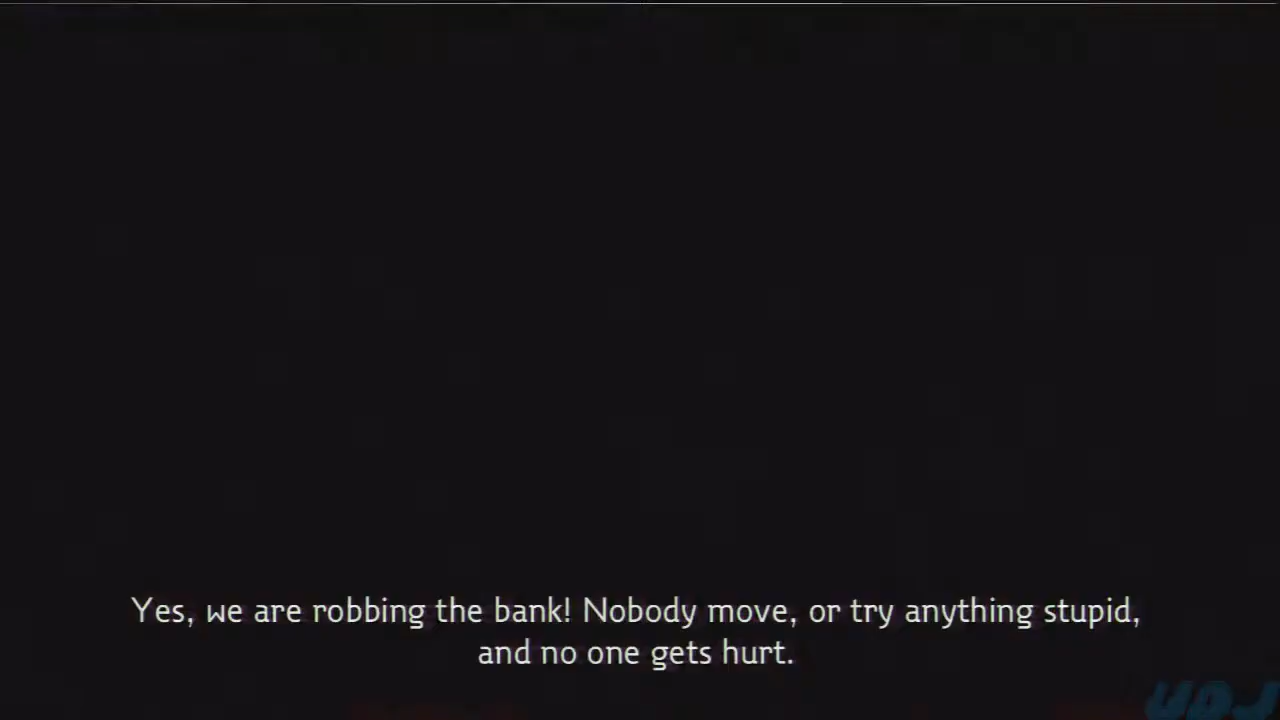 Yes, we are robbing the bank! Nobody move, or try anything stupid,
and no one gets hurt.